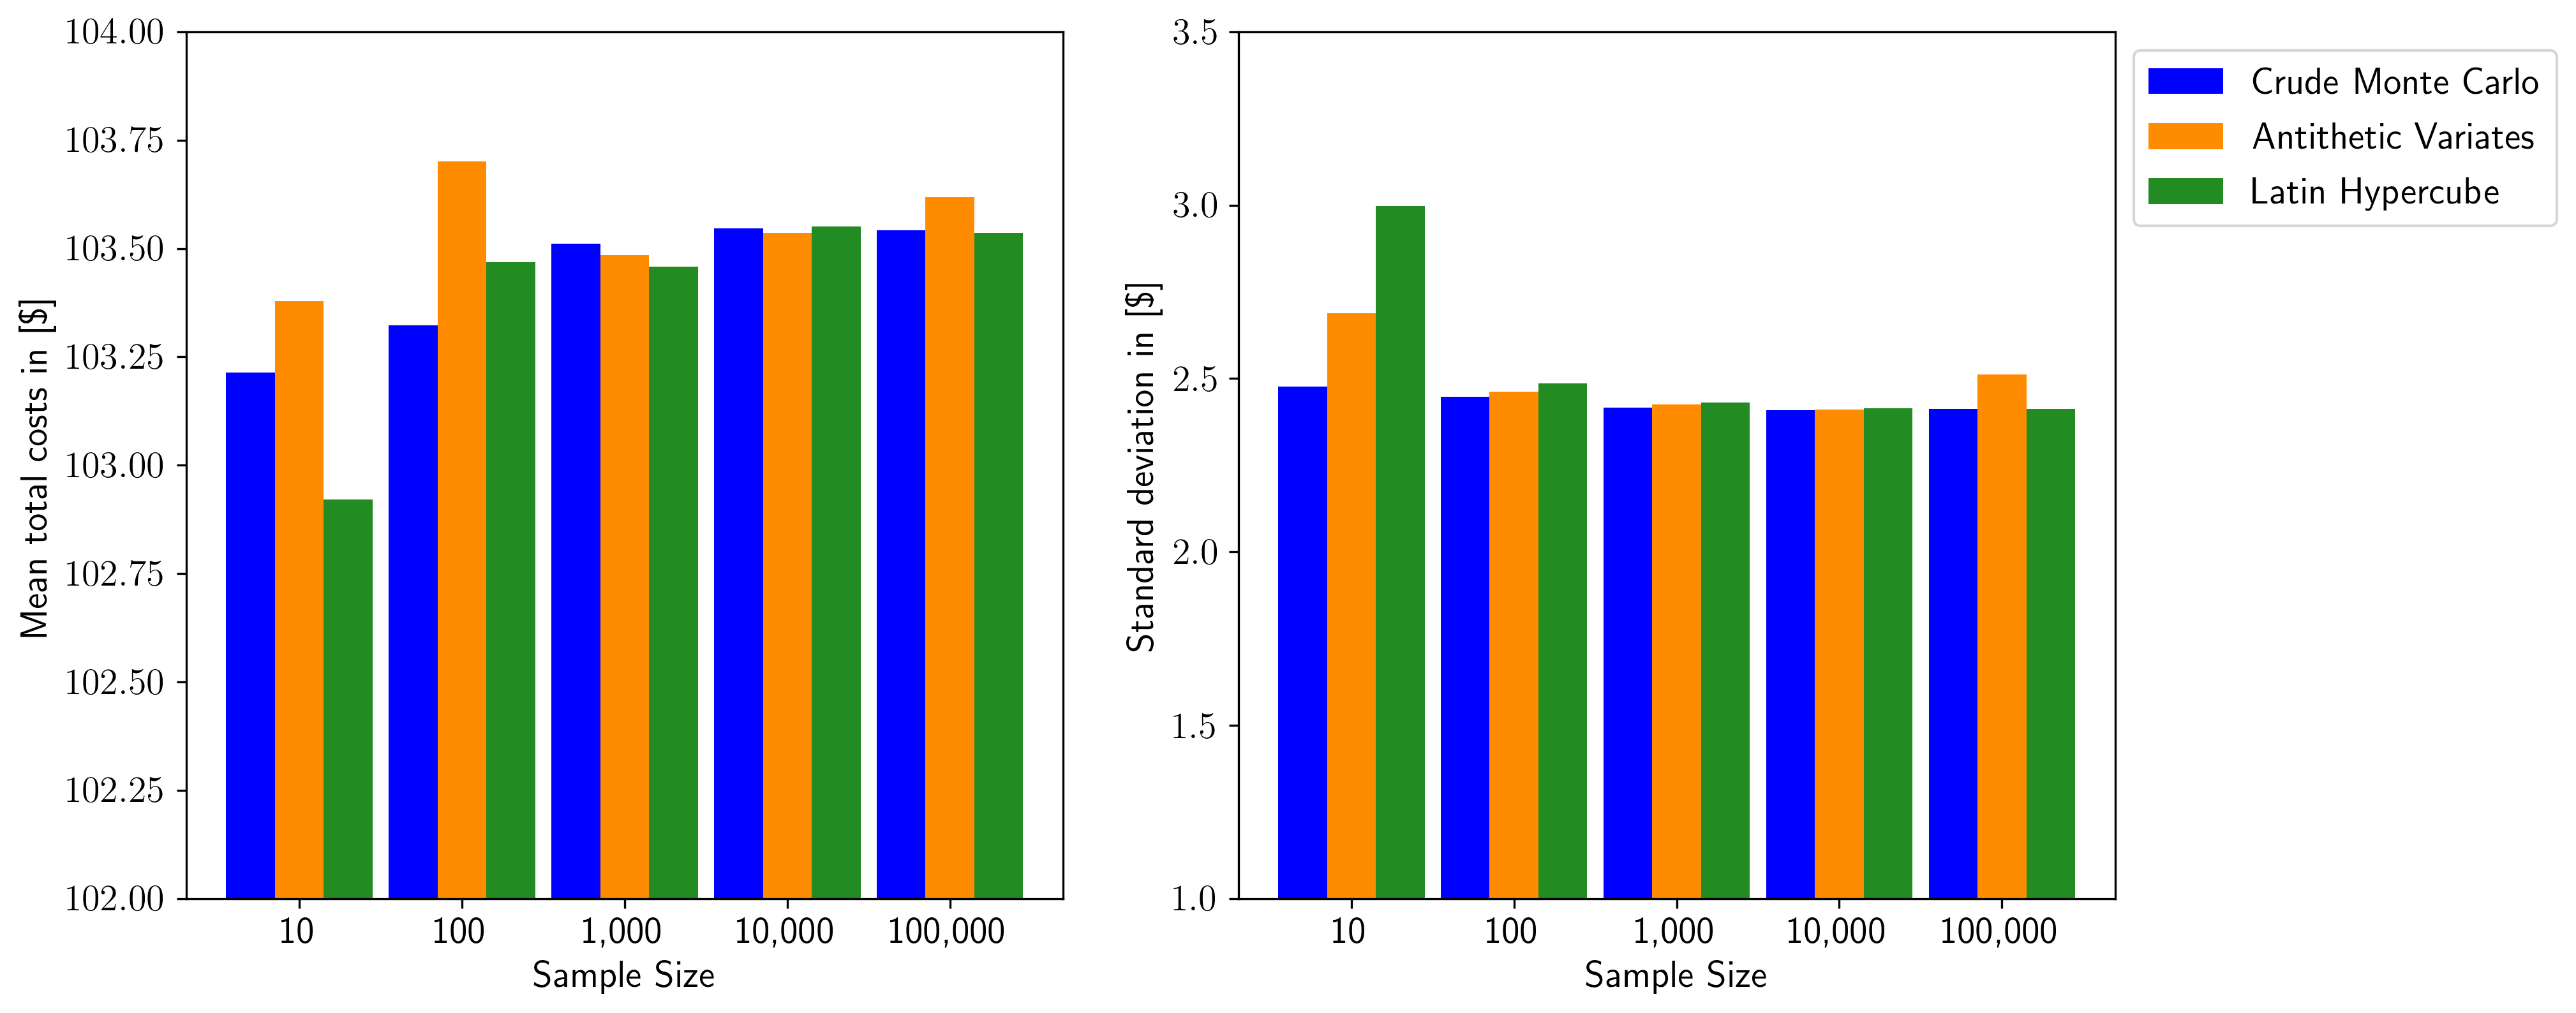 104.00
103.75
103.50
103.25
103.00
102.75
102.50
102.25
102.00
Mean total costs in [$]
10 100 1,000 10,000 100,000
Sample Size
3.5
3.0
2.5
2.0
1.5
1.0
Standard deviation in [$]
10 100 1,000 10,000 100,000
Sample Size
Crude Monte Carlo
Antithetic Variates
Latin Hypercube